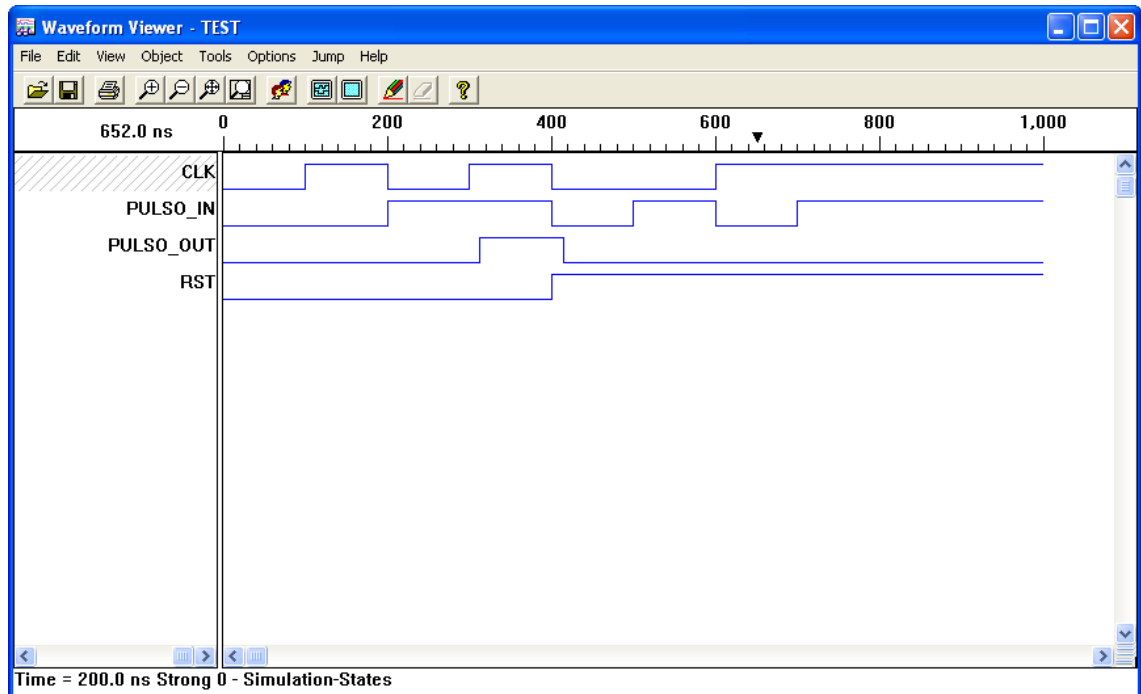 Waveform Viewer - TEST
File Edit View Object Tools Options Jump Help
652.0 ns
0 200 400 600 800 1,000
CLK
PULSO_IN
PULSO_OUT
RST
Time = 200.0 ns Strong 0 - Simulation-States